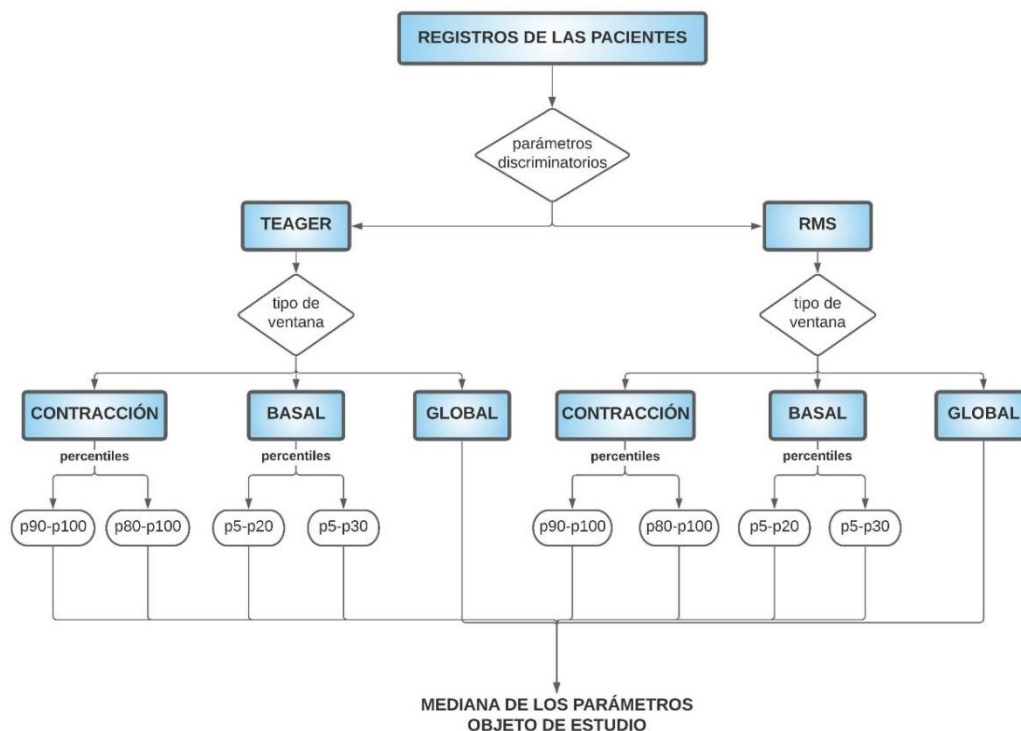 REGISTROS DE LAS PACIENTES
parámetros
discriminatorios
TEAGER
RMS
tipo de
ventana
tipo de
ventana
CONTRACCIÓN
BASAL
GLOBAL
CONTRACCIÓN
BASAL
GLOBAL
percentiles
percentiles
percentiles
percentiles
p90-p100
p80-p100
p5-p20
p5-p30
p90-p100
p80-p100
p5-p20
p5-p30
MEDIANA DE LOS PARÁMETROS
OBJETO DE ESTUDIO